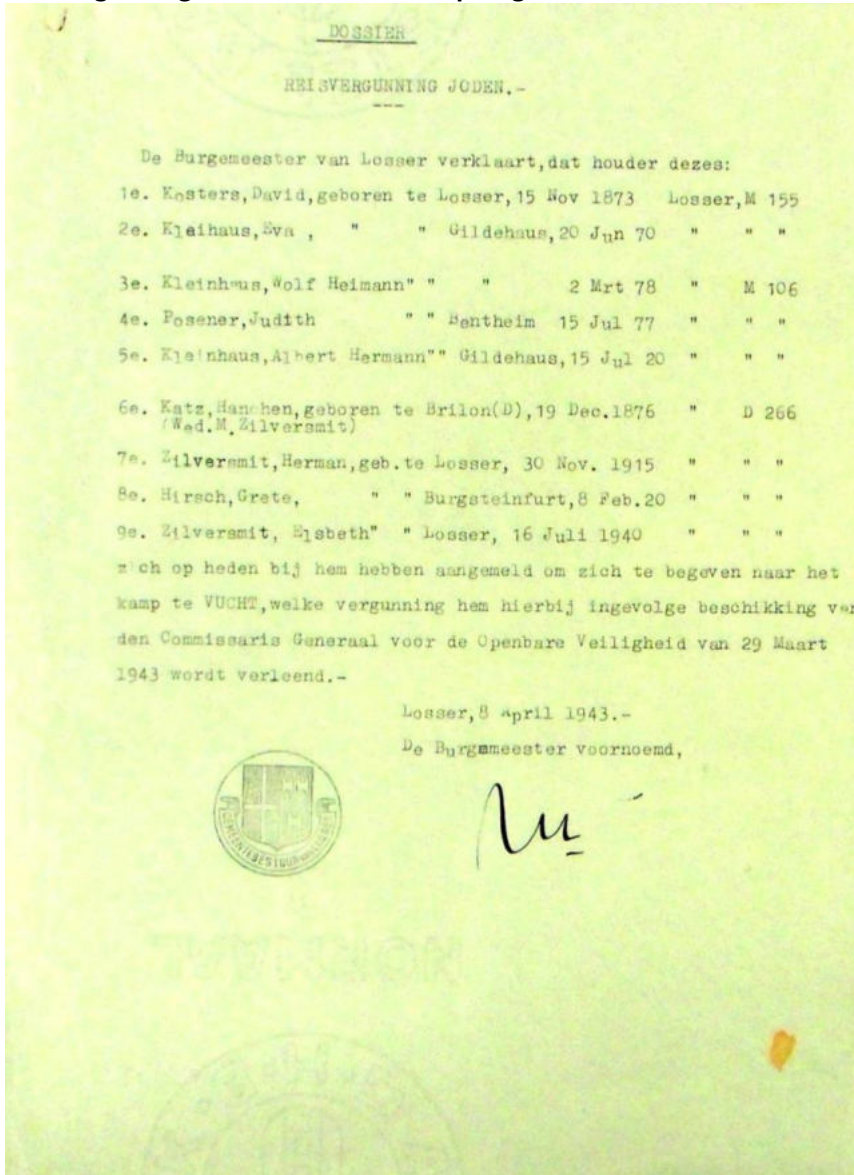 DOSSIER
REISVERGUNNING JODEN.-
De Burgemeester van Losser verklaart,dat houder dezes:
1e. Kosters,David,geboren te Losser,15 Nov 1873 Losser,M 155
2e. Kleihaus,Eva , " " Gildehaus,20 Jun 70 " " "
3e. Kleinhaus,Wolf Heimann" " " 2 Mrt 78 " M 106
4e. Posener,Judith " " Bentheim 15 Jul 77 " " "
5e. Kleinhaus,Albert Hermann"" Gildehaus,15 Jul 20 " " "
6e. Katz,Hanchen,geboren te Brilon(D),19 Dec.1876 " D 266
(Wed.M.Zilversmit)
7e. Zilversmit,Herman,geb.te Losser, 30 Nov. 1915 " " "
8e. Hirsch,Grete, " " Burgsteinfurt,8 Feb.20 " " "
9e. Zilversmit, Elsbeth" " Losser, 16 Juli 1940 " " "
zich op heden bij hem hebben aangemeld om zich te begeven naar het
kamp te VUCHT,welke vergunning hem hierbij ingevolge beschikking van
den Commissaris Generaal voor de Openbare Veiligheid van 29 Maart
1943 wordt verleend.-
Losser,8 April 1943.-
De Burgemeester voornoemd,